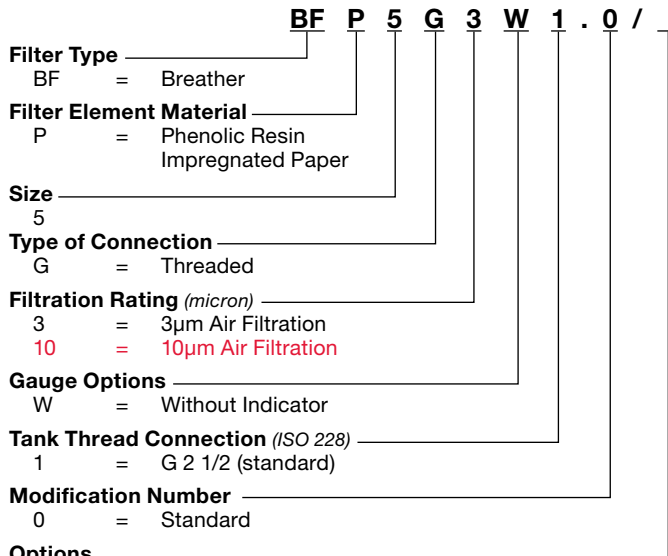 BF P 5 G 3 W 1 . 0 / _
Filter Type
BF = Breather
Filter Element Material
P = Phenolic Resin
Impregnated Paper
Size
5
Type of Connection
G = Threaded
Filtration Rating (micron)
3 = 3µm Air Filtration
10 = 10µm Air Filtration
Gauge Options
W = Without Indicator
Tank Thread Connection (ISO 228)
1 = G 2 1/2 (standard)
Modification Number
0 = Standard
Options